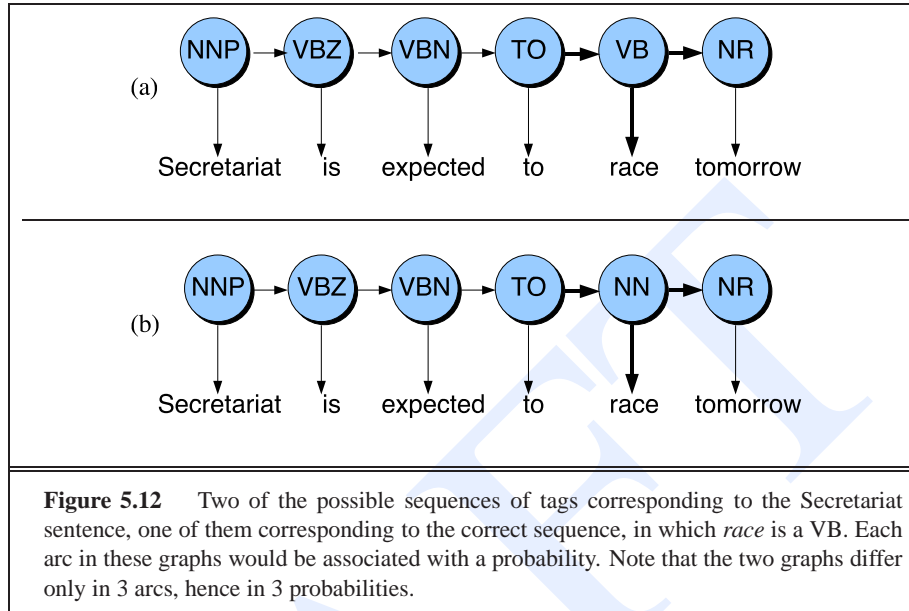 NNP VBZ VBN TO VB NR
(a)
Secretariat is expected to race tomorrow
NNP VBZ VBN TO NN NR
(b)
Secretariat is expected to race tomorrow
Figure 5.12 Two of the possible sequences of tags corresponding to the Secretariat
sentence, one of them corresponding to the correct sequence, in which race is a VB. Each
arc in these graphs would be associated with a probability. Note that the two graphs differ
only in 3 arcs, hence in 3 probabilities.